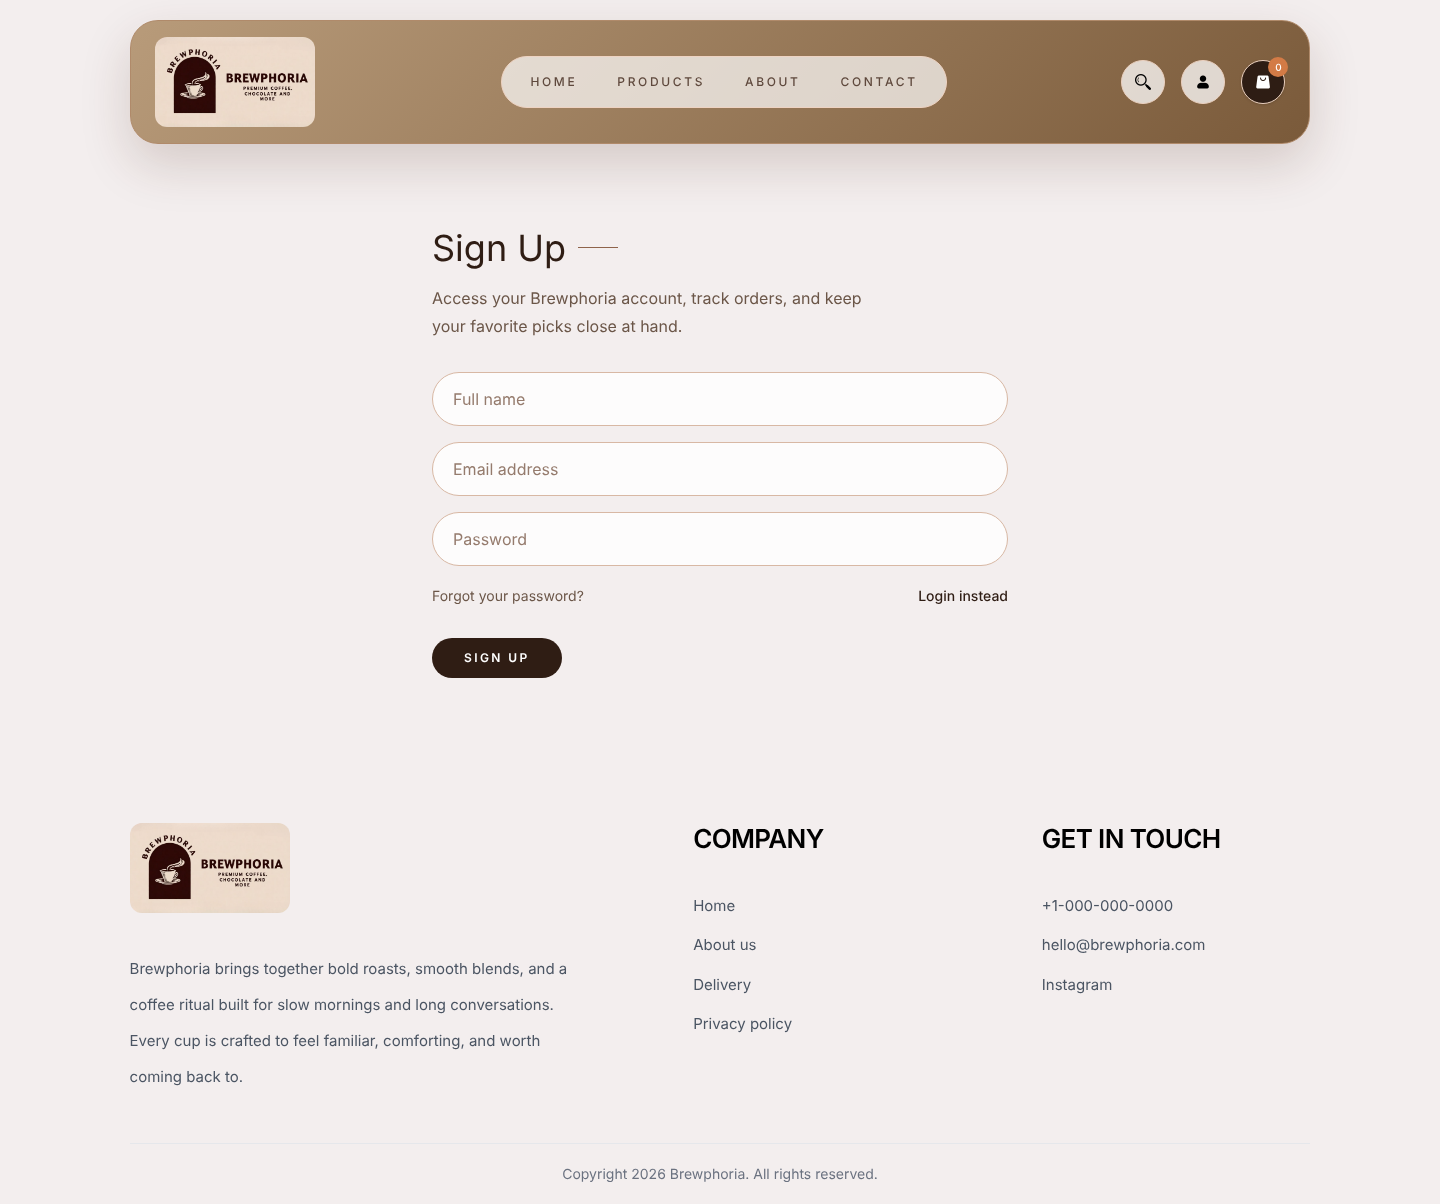 BREWPHORIA
BREWPHORIA
PREMIUM COFFEE,
CHOCOLATE AND
MORE
HOME PRODUCTS ABOUT CONTACT
0
Sign Up
Access your Brewphoria account, track orders, and keep
your favorite picks close at hand.
Full name
Email address
Password
Forgot your password? Login instead
SIGN UP
BREWPHORIA
BREWPHORIA
PREMIUM COFFEE,
CHOCOLATE AND
MORE
Brewphoria brings together bold roasts, smooth blends, and a
coffee ritual built for slow mornings and long conversations.
Every cup is crafted to feel familiar, comforting, and worth
coming back to.
COMPANY
Home
About us
Delivery
Privacy policy
GET IN TOUCH
+1-000-000-0000
hello@brewphoria.com
Instagram
Copyright 2026 Brewphoria. All rights reserved.